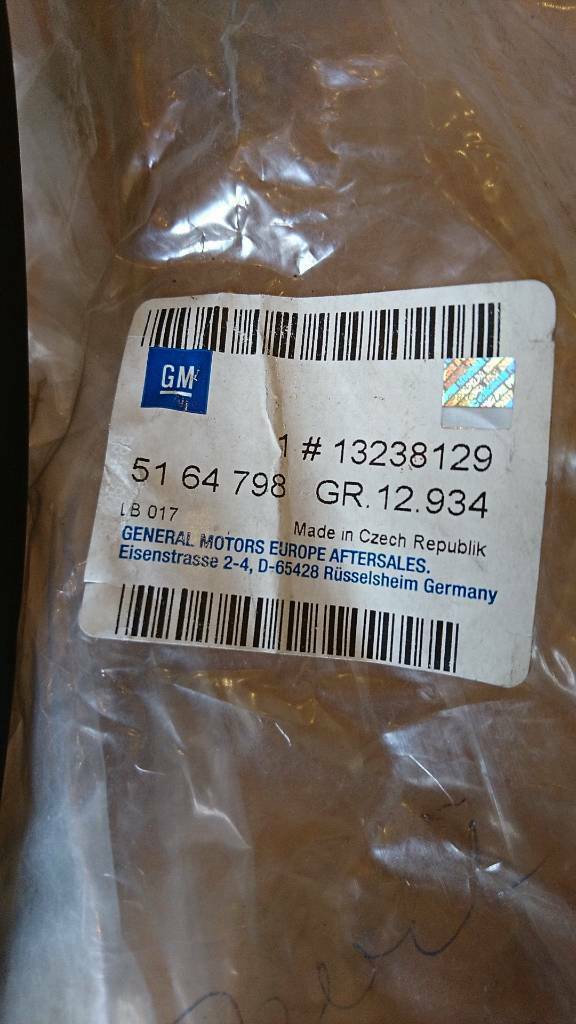 GM
1 # 13238129
51 64 798 GR.12.934
LB 017
Made in Czech Republik
GENERAL MOTORS EUROPE AFTERSALES.
Eisenstrasse 2-4, D-65428 Rüsselsheim Germany